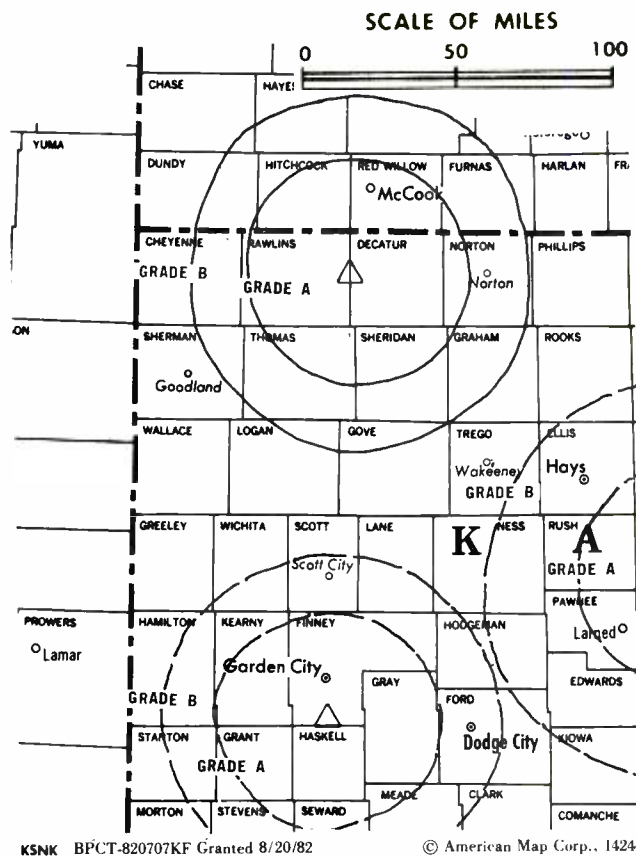 SCALE OF MILES
0 50 100
CHASE HAYES
YUMA
DUNDY HITCHCOCK RED WILLOW FURNAS HARLAN FR
McCook
CHEYENNE RAWLINS DECATUR NORTON PHILLIPS
GRADE B GRADE A Norton
ON SHERMAN THOMAS SHERIDAN GRAHAM ROOKS
Goodland
WALLACE LOGAN GOVE TREGO ELLIS
Wakeeney Hays
GRADE B
GREELEY WICHITA SCOTT LANE K NESS RUSH A
Scott City GRADE A
PAWNEE
PROWERS HAMILTON KEARNY FINNEY HODGEMAN Larned
Lamar
Garden City
GRAY EDWARDS
GRADE B FORD
STANTON GRANT HASKELL Dodge City KIOWA
GRADE A
MEADE CLARK
MORTON STEVENS SEWARD COMANCHE
KSNK BPCT-820707KF Granted 8/20/82 © American Map Corp., 1424